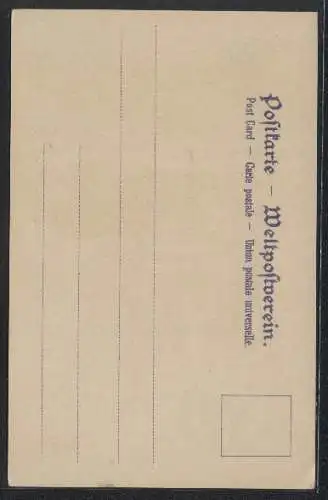 Postkarte – Weltpostverein.
Post Card – Carte postale – Union postale universelle.